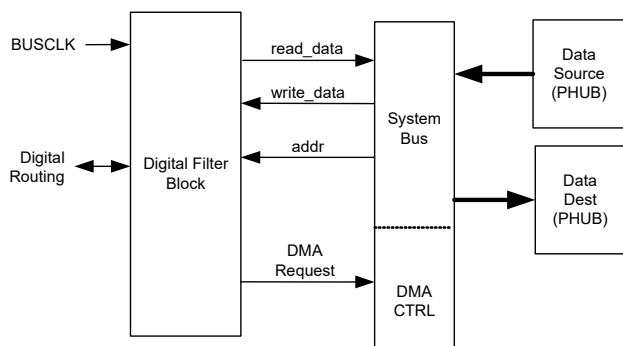 BUSCLK
Digital
Routing
Digital Filter
Block
read_data
write_data
addr
DMA
Request
System
Bus
DMA
CTRL
Data
Source
(PHUB)
Data
Dest
(PHUB)